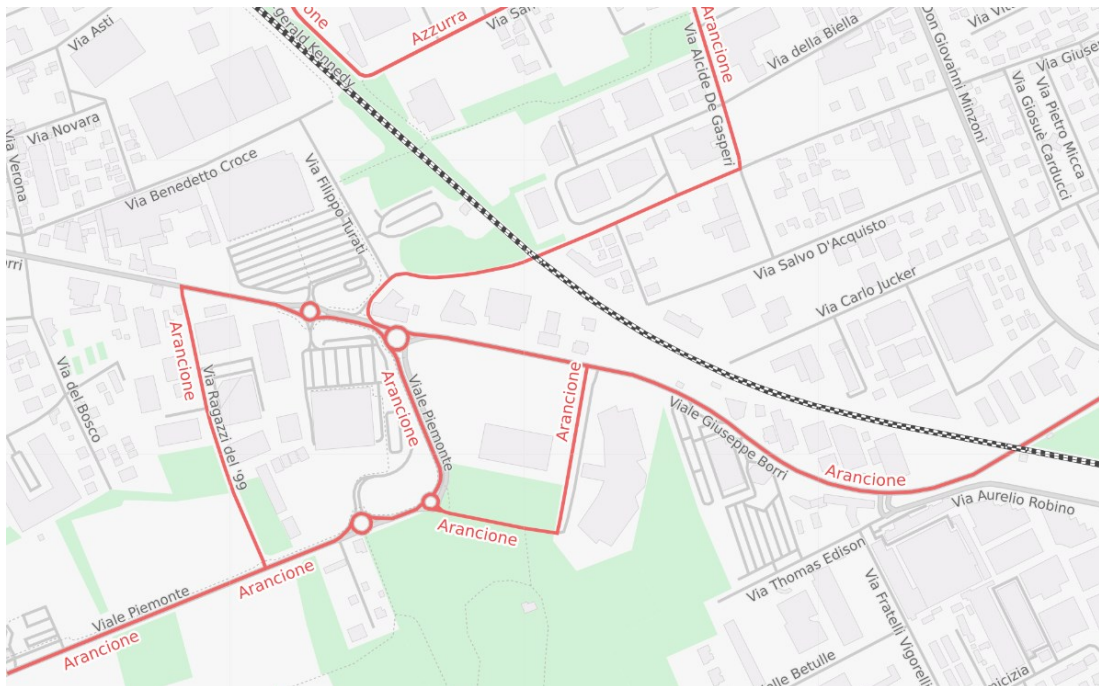 Via Asti
Arancione
gerald Kennedy
Azzurra
Via Alcide De Gasperi
Arancione
Via della Biella
Don Giovanni Minzoni
Via Giosuè Carducci
Via Pietro Micca
Via Novara
Via Verona
Via Benedetto Croce
Via Filippo Turati
Via Salvo D'Acquisto
Via Carlo Jucker
Arancione
Via Ragazzi del '99
Via del Bosco
Arancione
Viale Piemonte
Arancione
Viale Giuseppe Borri
Arancione
Via Aurelio Robino
Arancione
Via Thomas Edison
Via Fratelli Vigorelli
Arancione
Viale Piemonte
Arancione